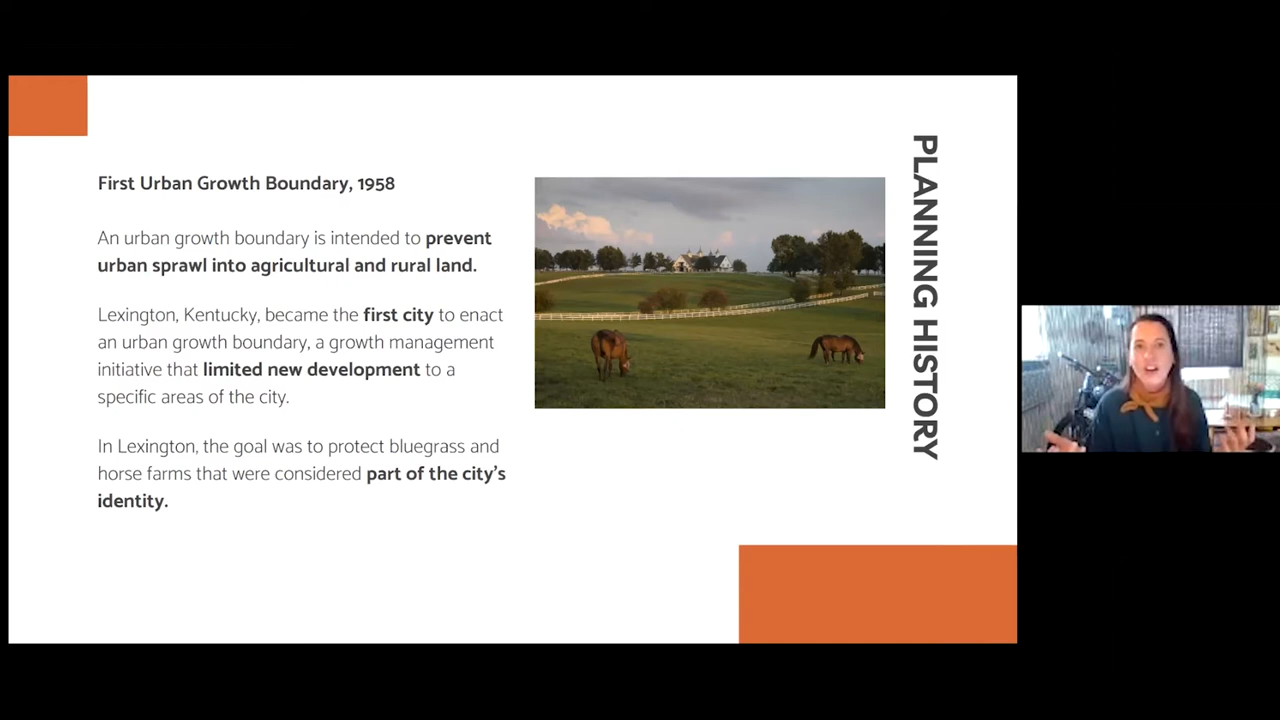 First Urban Growth Boundary, 1958
An urban growth boundary is intended to prevent
urban sprawl into agricultural and rural land.
Lexington, Kentucky, became the first city to enact
an urban growth boundary, a growth management
initiative that limited new development to a
specific areas of the city.
In Lexington, the goal was to protect bluegrass and
horse farms that were considered part of the city's
identity.
PLANNING HISTORY